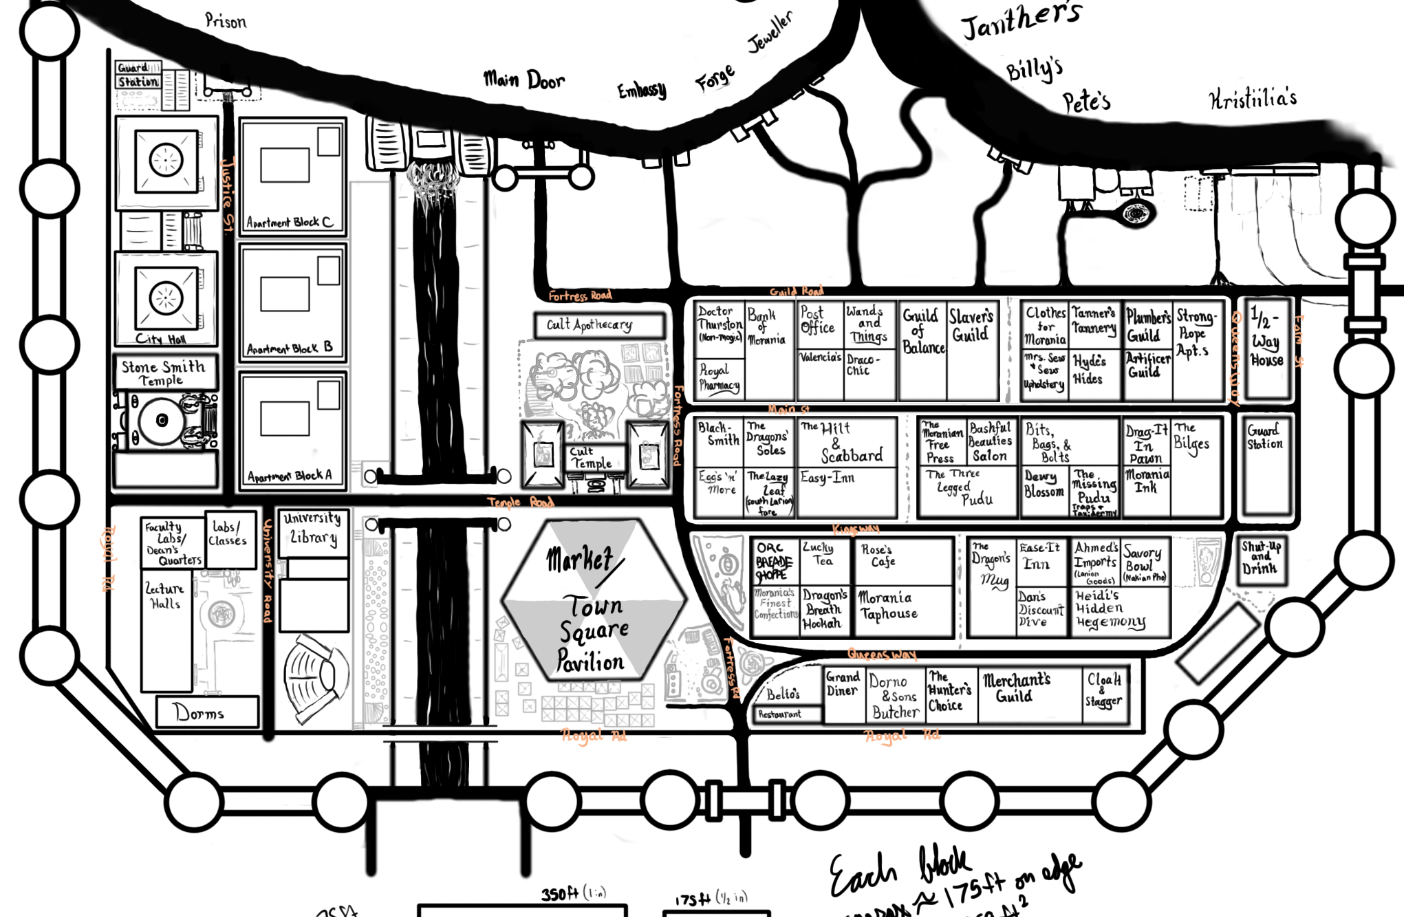 Prison
Main Door
Embassy
Forge
Jeweller
Janther's
Billy's
Pete's
Kristiilia's
Guard
Station
Justice St.
City Hall
Stone Smith
Temple
Apartment Block C
Apartment Block B
Apartment Block A
Fortress Road
Cult Apothecary
Cult
Temple
Fortress Road
Temple Road
Guild Road
Doctor
Thurston
(Non-Magic)
Royal
Pharmacy
Bank
of
Morania
Post
Office
Valencia's
Wands
and
Things
Draco-
Chic
Guild
of
Balance
Slaver's
Guild
Clothes
for
Morania
Mrs. Sew
& Sew
Upholstery
Tanner's
Tannery
Hyde's
Hides
Plumber's
Guild
Artificer
Guild
Strong-
Rope
Apt.s
1/2-
Way
House
Farm St
Main St
Black-
Smith
Eggs 'n'
More
The
Dragons'
Soles
The Lazy
Leaf
(South Larion)
Fare
The Hilt
&
Scabbard
Easy-Inn
The
Moranian
Free
Press
Bashful
Beauties
Salon
The Three
Legged
Pudu
Bits,
Bags, &
Bolts
Dewy
Blossom
The
Missing
Pudu
Traps &
Taxidermy
Drag-It
In
Pawn
Morania
Ink
The
Bilges
Guard
Station
Kingsway
ORC
BREADE
SHOPPE
Morania's
Finest
Confections
Lucky
Tea
Dragon's
Breath
Hookah
Rose's
Cafe
Morania
Taphouse
The
Dragon's
Mug
Ease-It
Inn
Dan's
Discount
Dive
Ahmed's
Imports
(Lanian
Goods)
Savory
Bowl
(Nakian Pho)
Heidi's
Hidden
Hegemony
Shut-Up
and
Drink
Queensway
Queensway
Belio's
Restaurant
Grand
Diner
Dorno
& Sons
Butcher
The
Hunter's
Choice
Merchant's
Guild
Cloak
&
Stagger
Royal Rd
Royal Rd
Royal Rd
Fortress Rd
Market/
Town
Square
Pavilion
University Road
Faculty
Labs/
Dean's
Quarters
Labs/
Classes
Lecture
Halls
Dorms
University
Library
Each block
≈ 175ft on edge
350ft (1 in)
175ft (1/2 in)